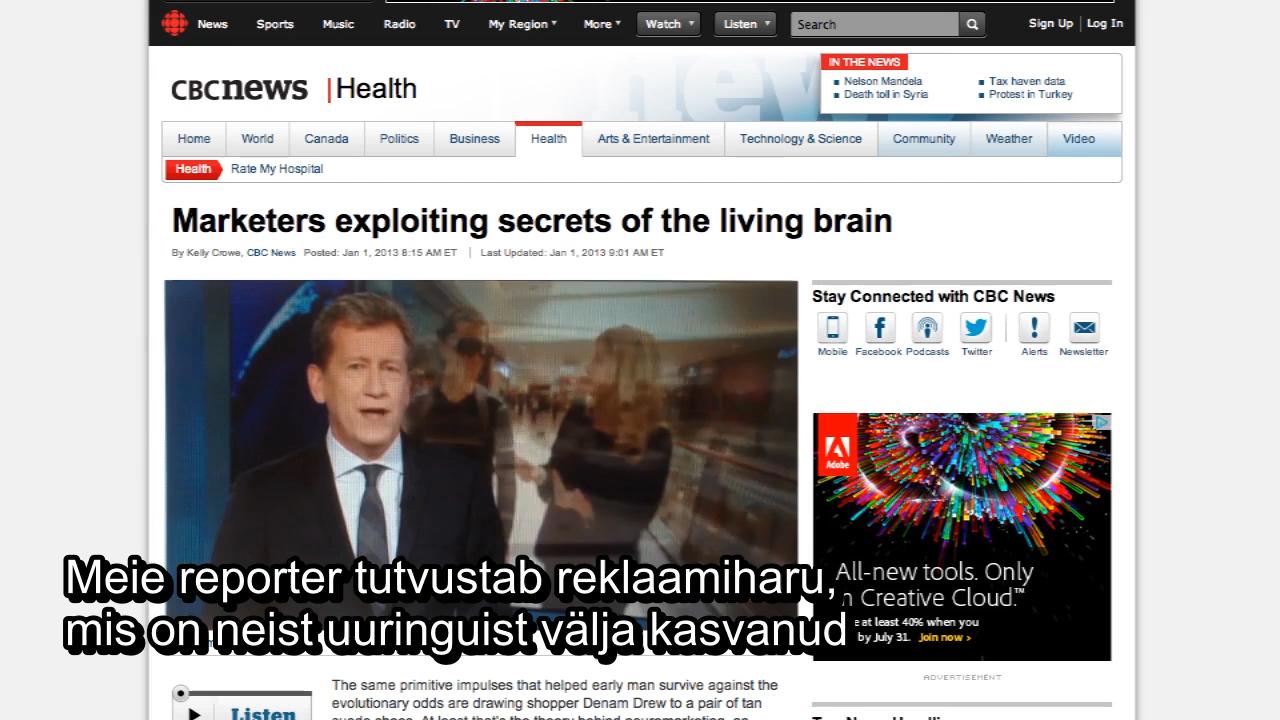 News Sports Music Radio TV My Region More Watch Listen Search Sign Up Log In
CBCnews | Health
IN THE NEWS
Nelson Mandela Tax haven data
Death toll in Syria Protest in Turkey
Home World Canada Politics Business Health Arts & Entertainment Technology & Science Community Weather Video
Health Rate My Hospital
Marketers exploiting secrets of the living brain
By Kelly Crowe, CBC News Posted: Jan 1, 2013 8:15 AM ET | Last Updated: Jan 1, 2013 9:01 AM ET
Stay Connected with CBC News
Mobile Facebook Podcasts Twitter Alerts Newsletter
Adobe
All-new tools. Only
in Creative Cloud.™
at least 40% when you
by July 31. Join now >
Meie reporter tutvustab reklaamiharu,
mis on neist uuringuist välja kasvanud
ADVERTISEMENT
Listen
The same primitive impulses that helped early man survive against the
evolutionary odds are drawing shopper Denam Drew to a pair of tan